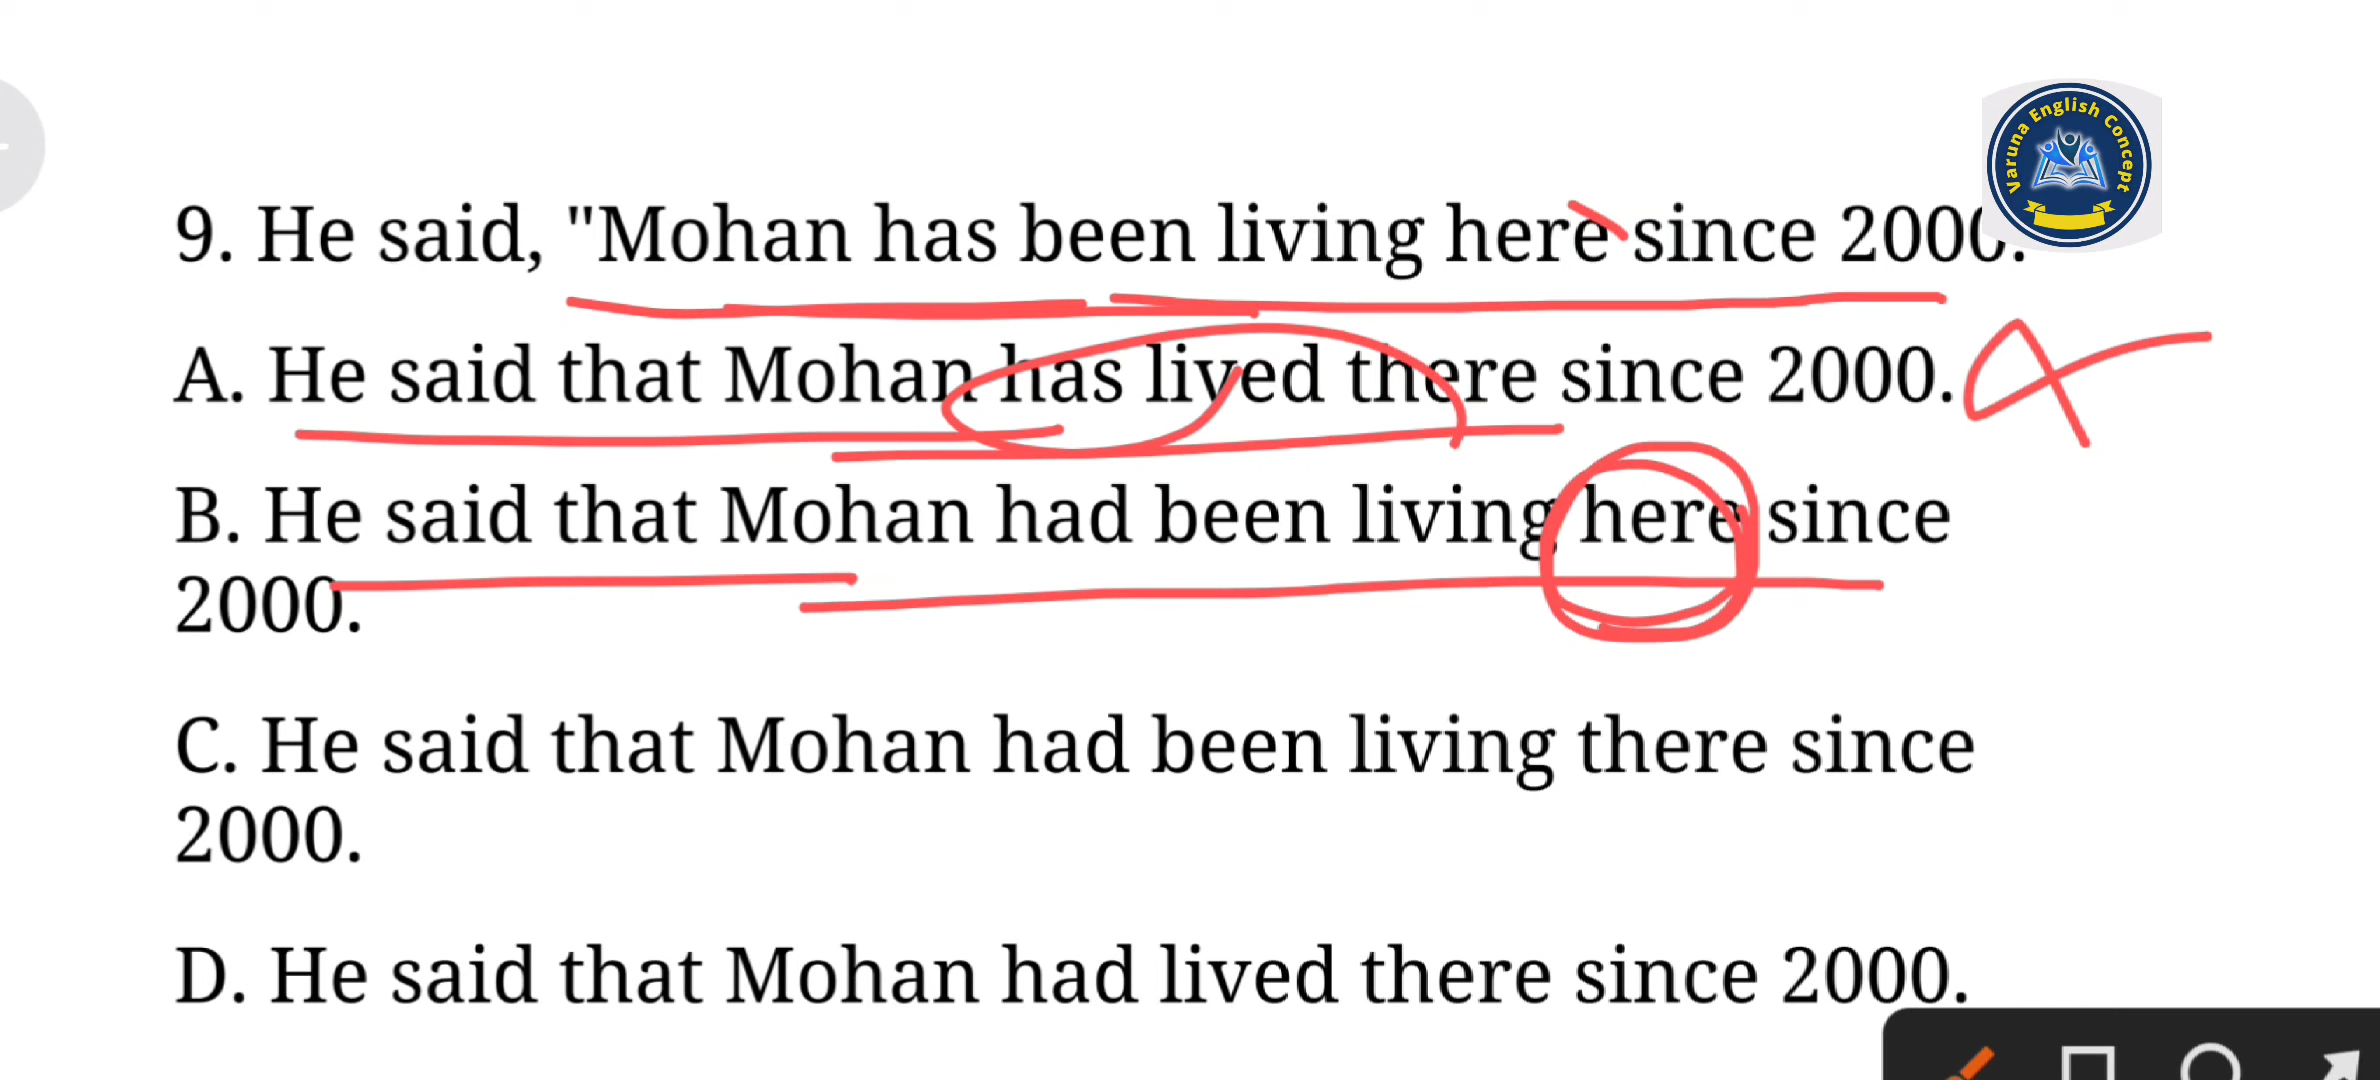 Varuna English Concept
9. He said, "Mohan has been living here since 2000.
A. He said that Mohan has lived there since 2000.
B. He said that Mohan had been living here since
2000.
C. He said that Mohan had been living there since
2000.
D. He said that Mohan had lived there since 2000.